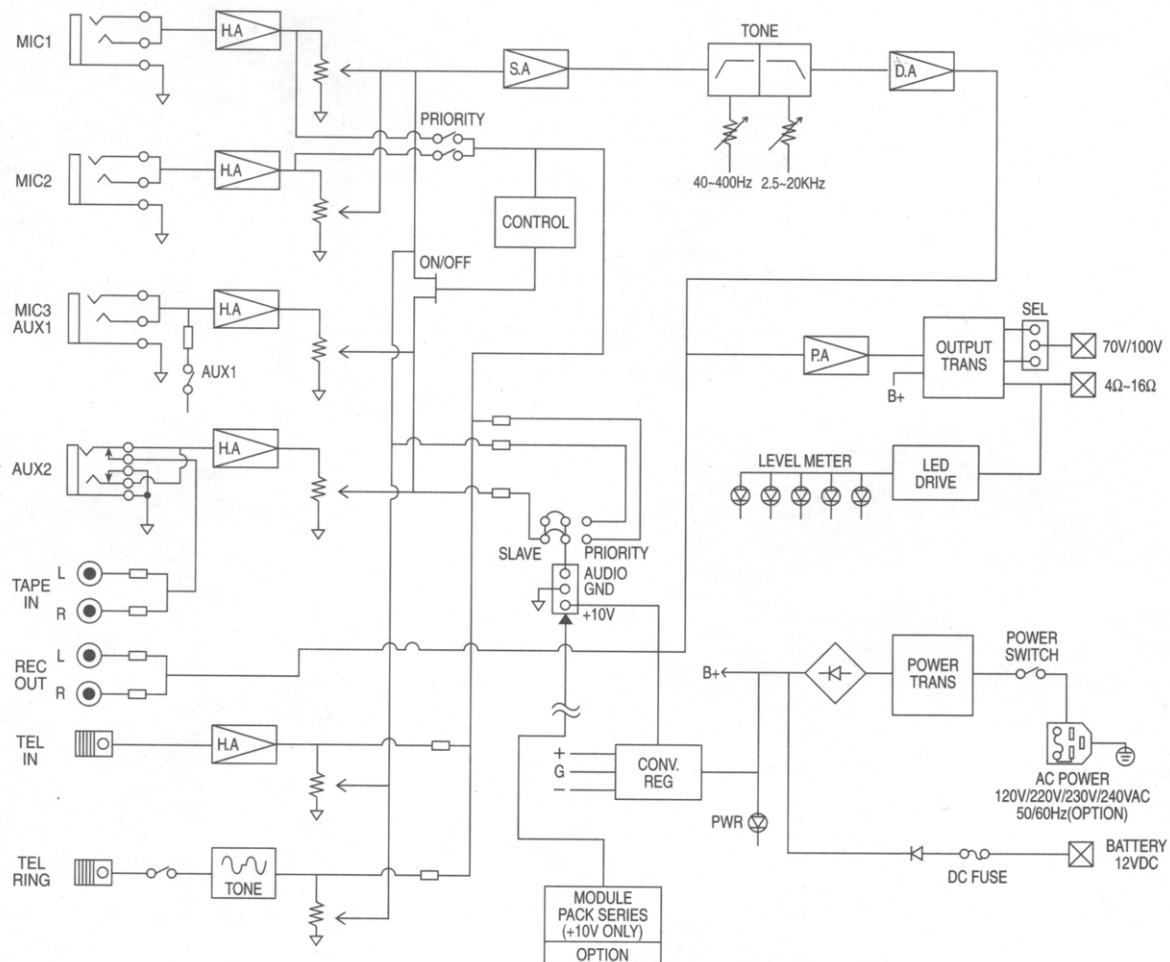 MIC1
H.A
S.A
TONE
D.A
PRIORITY
40~400Hz
2.5~20KHz
MIC2
H.A
CONTROL
ON/OFF
MIC3
AUX1
H.A
AUX1
SEL
P.A
OUTPUT
TRANS
70V/100V
B+
4Ω~16Ω
AUX2
H.A
LEVEL METER
LED
DRIVE
SLAVE
PRIORITY
AUDIO
GND
+10V
TAPE
IN
L
R
REC
OUT
L
R
B+
POWER
TRANS
POWER
SWITCH
TEL
IN
H.A
+
G
−
CONV.
REG
PWR
AC POWER
120V/220V/230V/240VAC
50/60Hz(OPTION)
BATTERY
12VDC
DC FUSE
TEL
RING
TONE
MODULE
PACK SERIES
(+10V ONLY)
OPTION